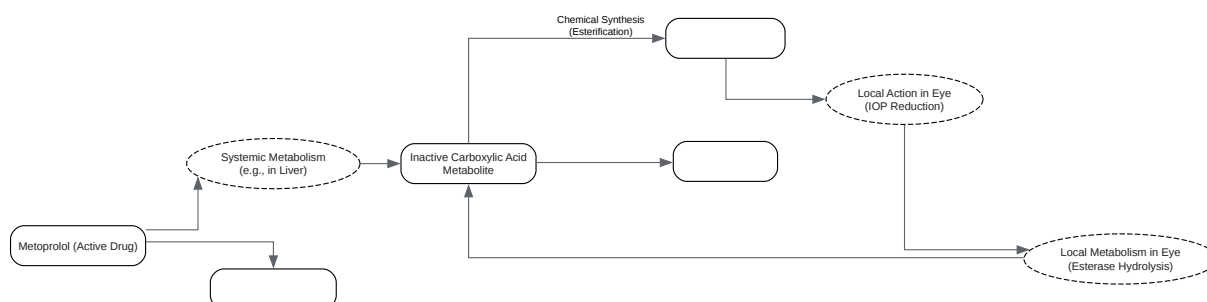 Chemical Synthesis
(Esterification)
Local Action in Eye
(IOP Reduction)
Systemic Metabolism
(e.g., in Liver)
Inactive Carboxylic Acid
Metabolite
Metoprolol (Active Drug)
Local Metabolism in Eye
(Esterase Hydrolysis)